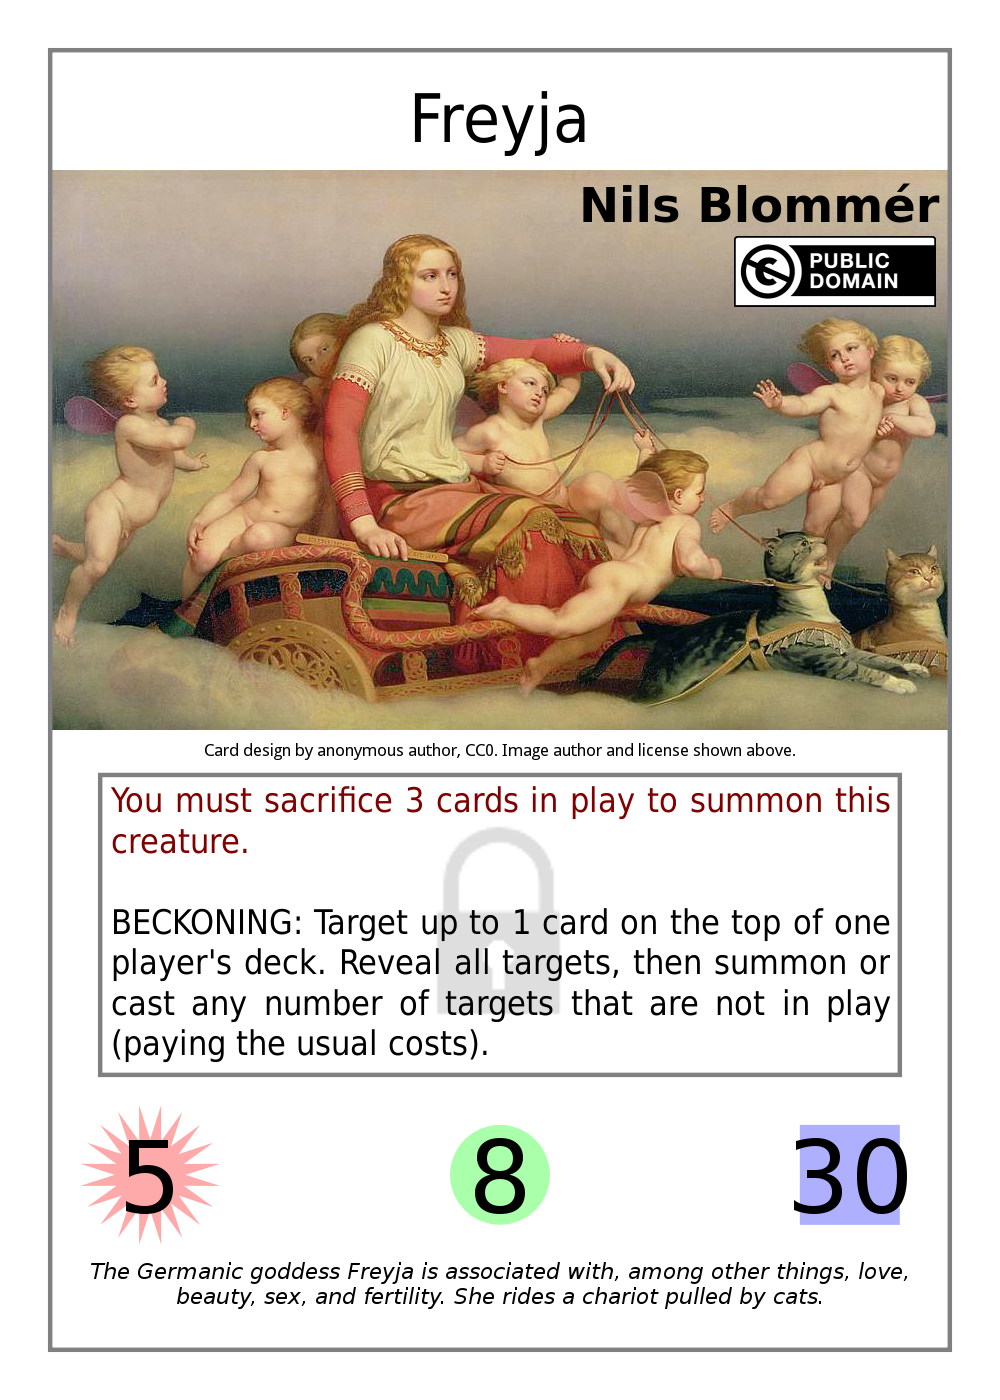 Freyja
Nils Blommér
PUBLIC
DOMAIN
Card design by anonymous author, CC0. Image author and license shown above.
You must sacrifice 3 cards in play to summon this
creature.
BECKONING: Target up to 1 card on the top of one
player's deck. Reveal all targets, then summon or
cast any number of targets that are not in play
(paying the usual costs).
5
8
30
The Germanic goddess Freyja is associated with, among other things, love,
beauty, sex, and fertility. She rides a chariot pulled by cats.